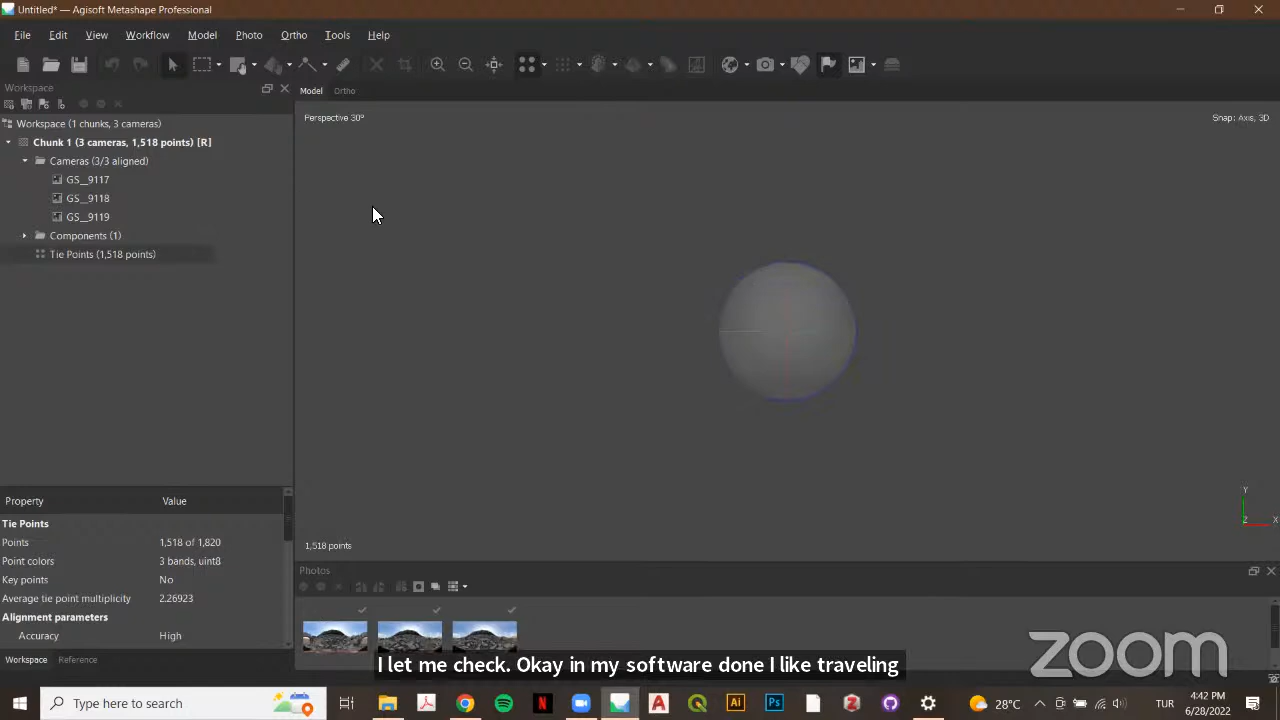 Untitled* — Agisoft Metashape Professional
File Edit View Workflow Model Photo Ortho Tools Help
Workspace
Model Ortho
Perspective 30°
Snap: Axis, 3D
Workspace (1 chunks, 3 cameras)
Chunk 1 (3 cameras, 1,518 points) [R]
Cameras (3/3 aligned)
GS__9117
GS__9118
GS__9119
Components (1)
Tie Points (1,518 points)
Property Value
Tie Points
Points 1,518 of 1,820
Point colors 3 bands, uint8
Key points No
Average tie point multiplicity 2.26923
Alignment parameters
Accuracy High
Workspace Reference
Y
Z X
1,518 points
Photos
I let me check. Okay in my software done I like traveling
zoom
Type here to search
Ai
Ps
28°C
TUR
4:42 PM
6/28/2022